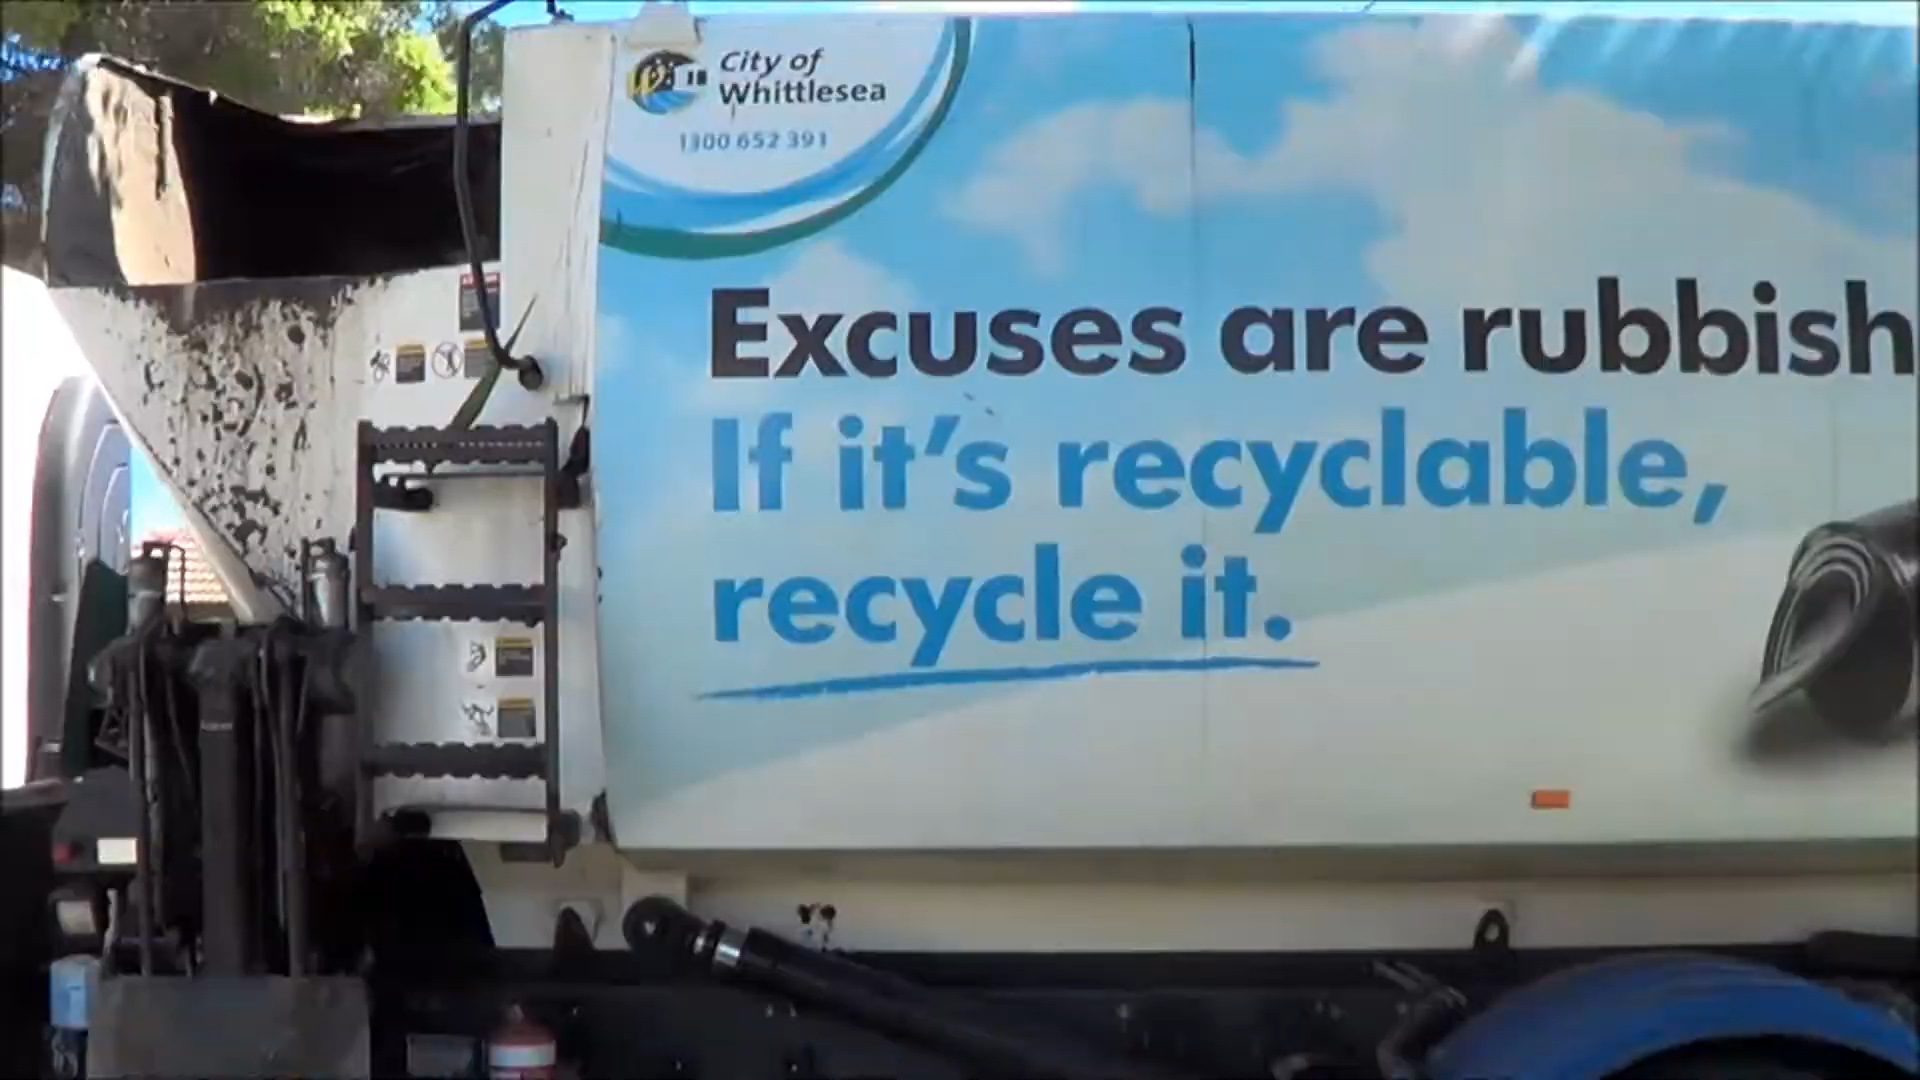 City of
Whittlesea
1300 652 391
Excuses are rubbish
If it's recyclable,
recycle it.